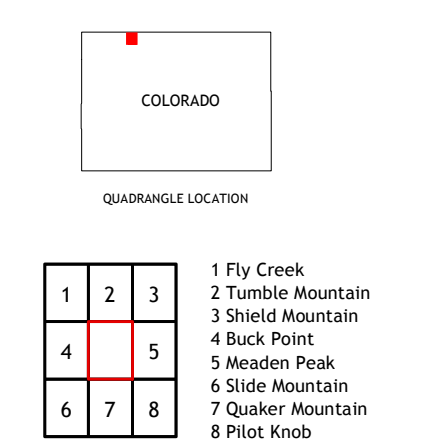 COLORADO
QUADRANGLE LOCATION
1 2 3
4 5
6 7 8
1 Fly Creek
2 Tumble Mountain
3 Shield Mountain
4 Buck Point
5 Meaden Peak
6 Slide Mountain
7 Quaker Mountain
8 Pilot Knob